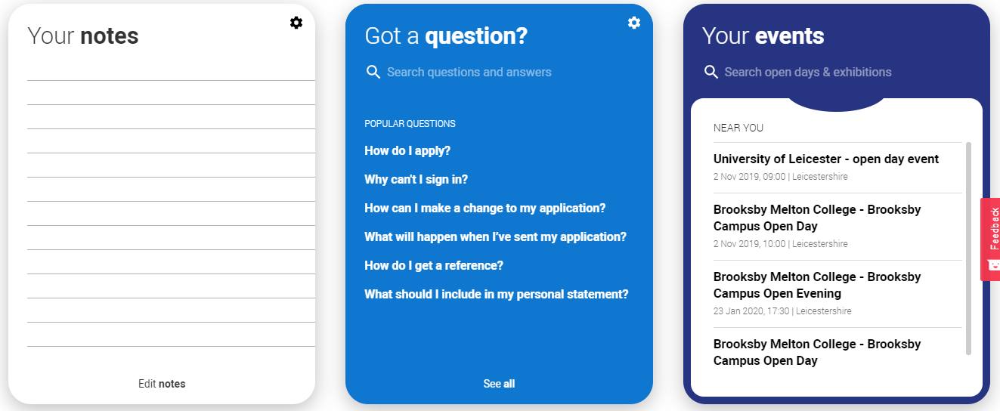 Your notes
Edit notes
Got a question?
Search questions and answers
POPULAR QUESTIONS
How do I apply?
Why can't I sign in?
How can I make a change to my application?
What will happen when I've sent my application?
How do I get a reference?
What should I include in my personal statement?
See all
Your events
Search open days & exhibitions
NEAR YOU
University of Leicester - open day event
2 Nov 2019, 09:00 | Leicestershire
Brooksby Melton College - Brooksby
Campus Open Day
2 Nov 2019, 10:00 | Leicestershire
Brooksby Melton College - Brooksby
Campus Open Evening
23 Jan 2020, 17:30 | Leicestershire
Brooksby Melton College - Brooksby
Campus Open Day
Feedback